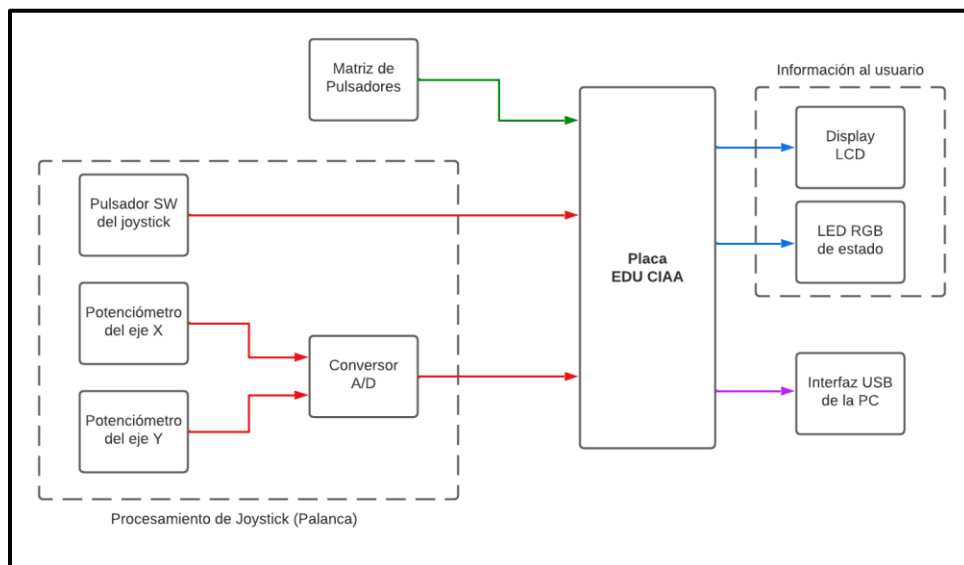 Matriz de
Pulsadores
Información al usuario
Display
LCD
Pulsador SW
del joystick
LED RGB
de estado
Placa
EDU CIAA
Potenciómetro
del eje X
Conversor
A/D
Interfaz USB
de la PC
Potenciómetro
del eje Y
Procesamiento de Joystick (Palanca)